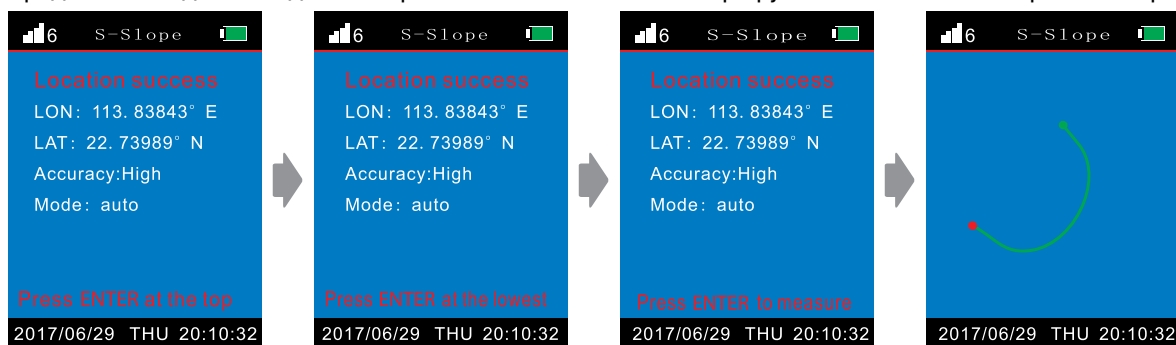 6 S-Slope
Location success
LON: 113. 83843° E
LAT: 22. 73989° N
Accuracy:High
Mode: auto
Press ENTER at the top
2017/06/29 THU 20:10:32
6 S-Slope
Location success
LON: 113. 83843° E
LAT: 22. 73989° N
Accuracy:High
Mode: auto
Press ENTER at the lowest
2017/06/29 THU 20:10:32
6 S-Slope
Location success
LON: 113. 83843° E
LAT: 22. 73989° N
Accuracy:High
Mode: auto
Press ENTER to measure
2017/06/29 THU 20:10:32
6 S-Slope
2017/06/29 THU 20:10:32